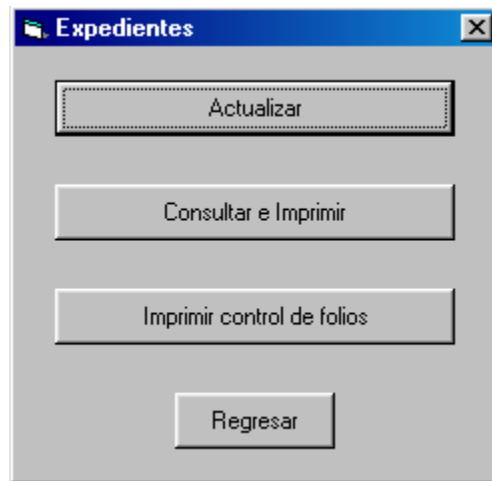 Expedientes
Actualizar
Consultar e Imprimir
Imprimir control de folios
Regresar